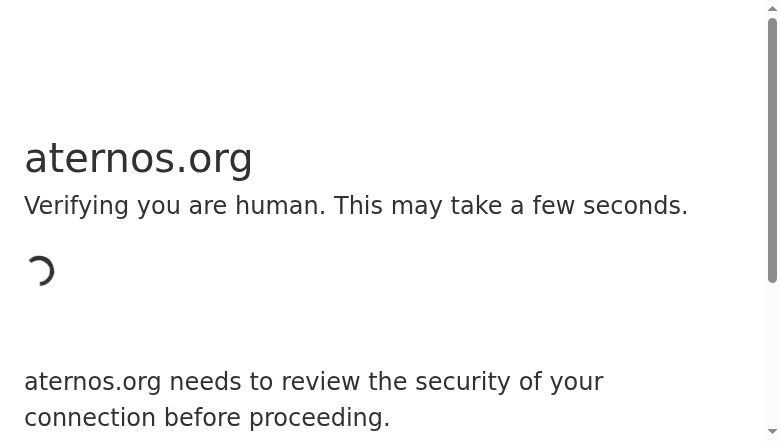 aternos.org
Verifying you are human. This may take a few seconds.
aternos.org needs to review the security of your
connection before proceeding.